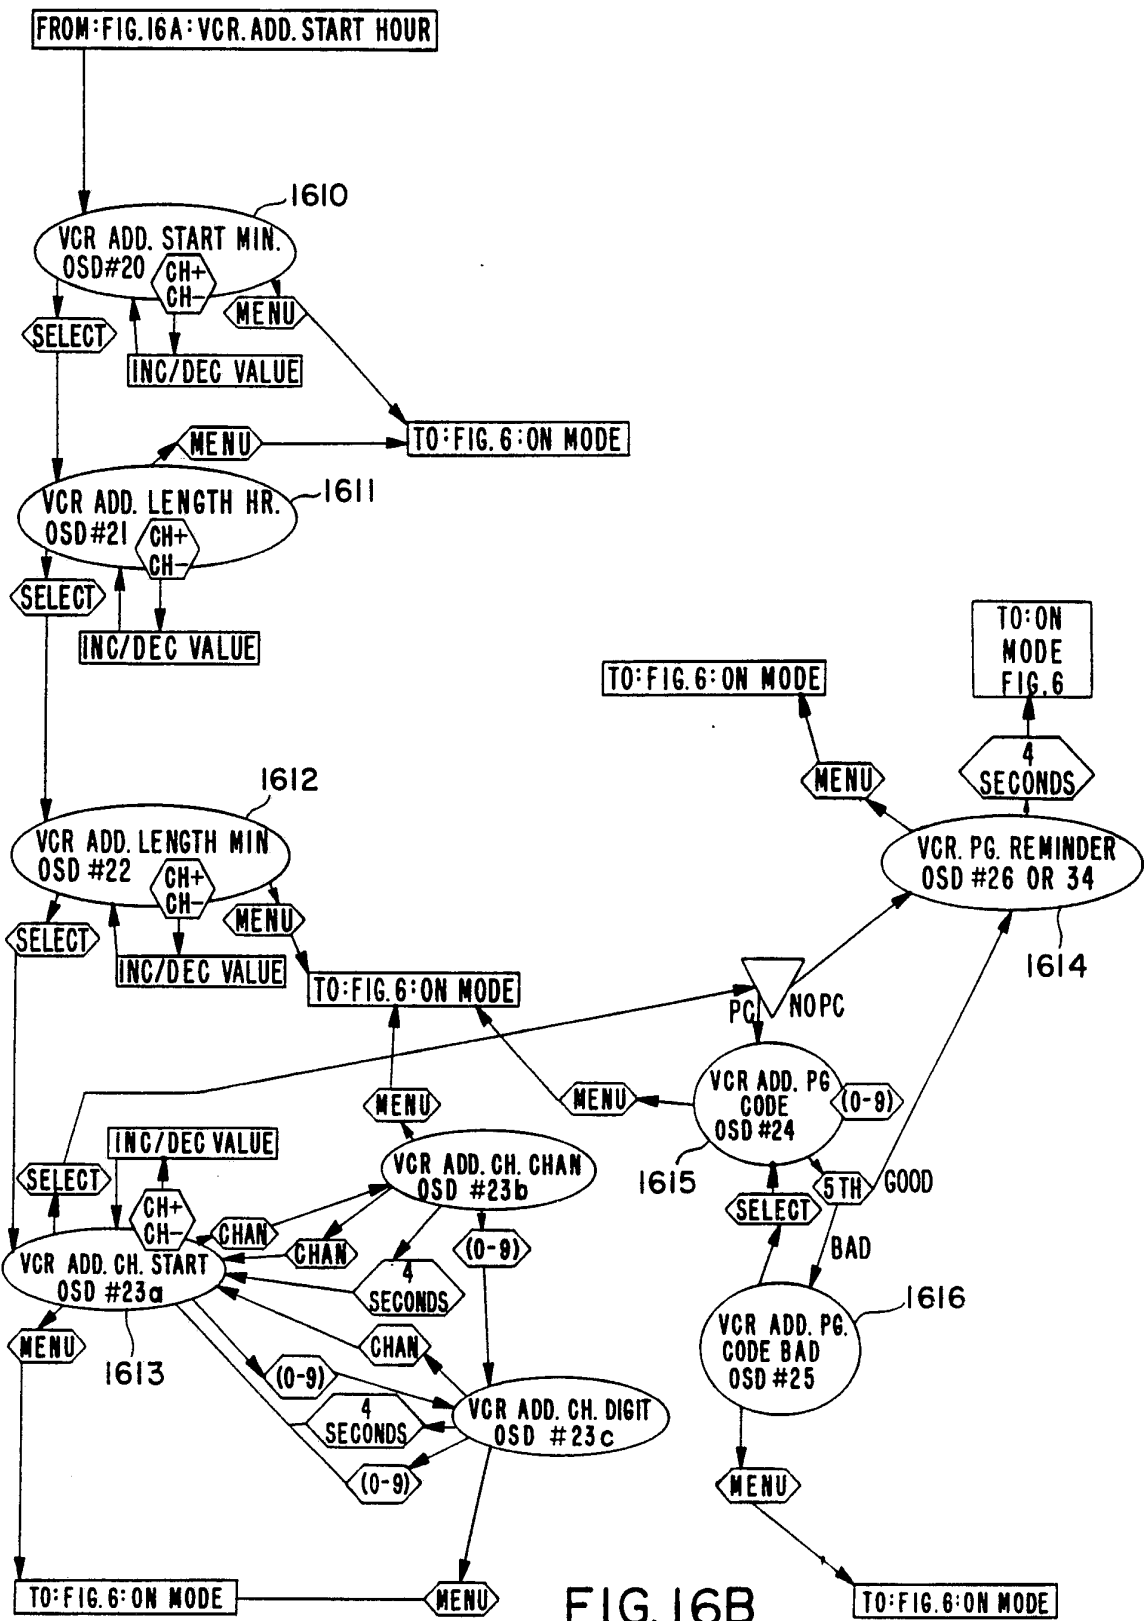 FROM:FIG.16A:VCR.ADD.START HOUR
1610
VCR ADD. START MIN.
OSD#20
CH+
CH-
MENU
SELECT
INC/DEC VALUE
MENU
TO:FIG.6:ON MODE
1611
VCR ADD. LENGTH HR.
OSD#21
CH+
CH-
SELECT
INC/DEC VALUE
TO:ON
MODE
FIG.6
TO:FIG.6:ON MODE
4
SECONDS
MENU
1612
VCR ADD. LENGTH MIN
OSD #22
CH+
CH-
VCR. PG. REMINDER
OSD #26 OR 34
1614
SELECT
MENU
INC/DEC VALUE
TO:FIG.6:ON MODE
PC
NOPC
VCR ADD. PG
CODE
OSD#24
(0-9)
MENU
MENU
1615
5TH
GOOD
BAD
SELECT
INC/DEC VALUE
SELECT
CH+
CH-
VCR ADD. CH. CHAN
OSD #23b
CHAN
CHAN
(0-9)
VCR ADD. CH. START
OSD #23a
4
SECONDS
1616
VCR ADD. PG.
CODE BAD
OSD #25
MENU
1613
CHAN
(0-9)
4
SECONDS
VCR ADD. CH. DIGIT
OSD #23c
(0-9)
MENU
TO:FIG.6:ON MODE
MENU
FIG.16B
TO:FIG.6:ON MODE